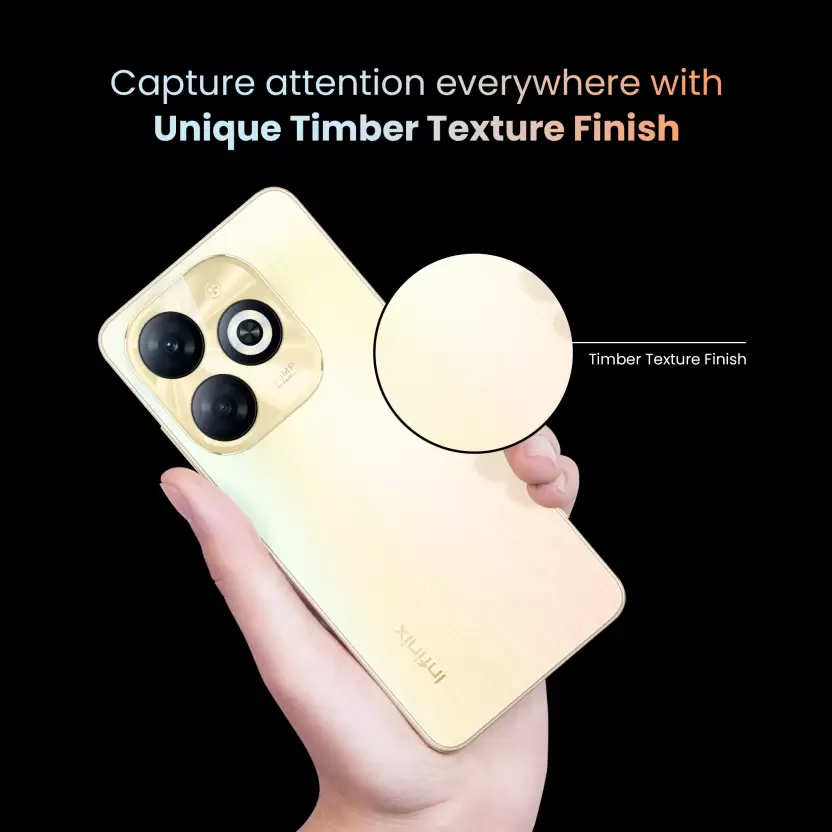 Capture attention everywhere with
Unique Timber Texture Finish
Timber Texture Finish
Infinix